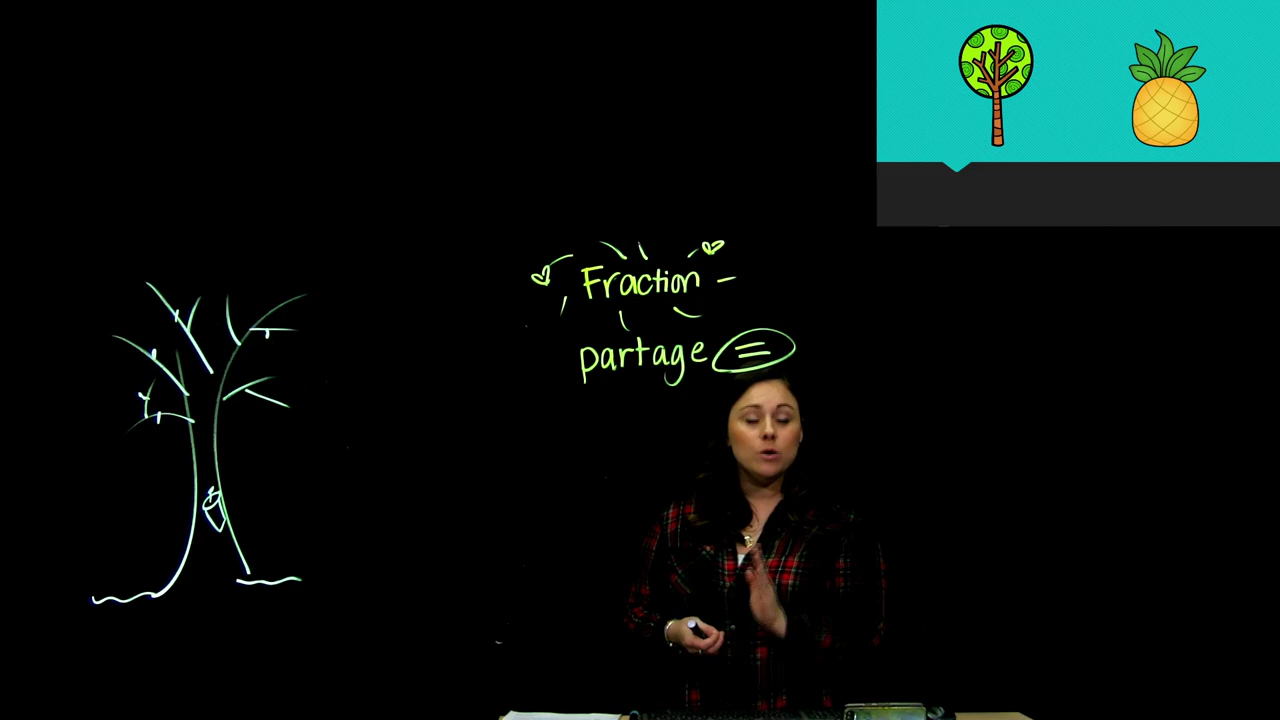 Fraction -
partage =